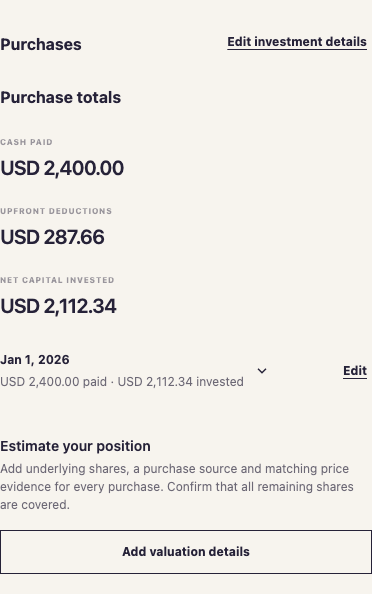 Purchases
Edit investment details
Purchase totals
CASH PAID
USD 2,400.00
UPFRONT DEDUCTIONS
USD 287.66
NET CAPITAL INVESTED
USD 2,112.34
Jan 1, 2026
USD 2,400.00 paid · USD 2,112.34 invested
Edit
Estimate your position
Add underlying shares, a purchase source and matching price
evidence for every purchase. Confirm that all remaining shares
are covered.
Add valuation details